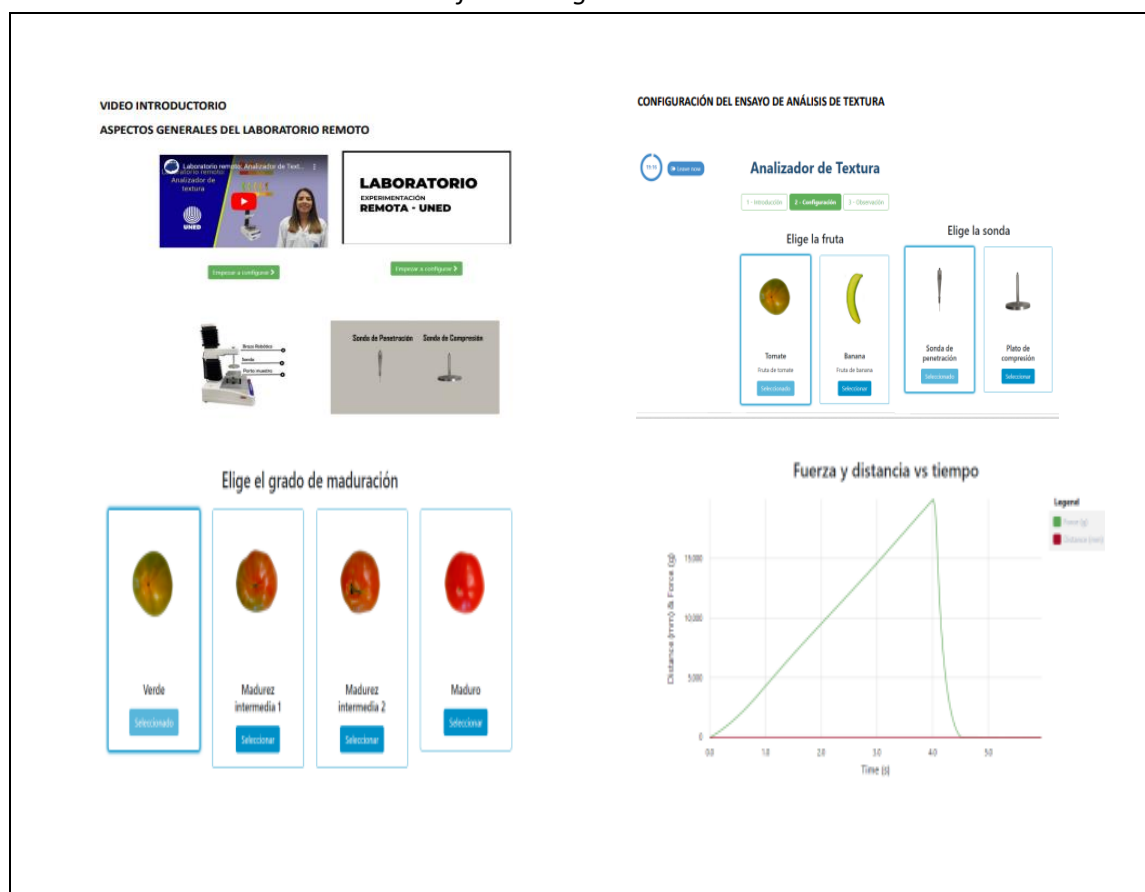 VIDEO INTRODUCTORIO
ASPECTOS GENERALES DEL LABORATORIO REMOTO
Laboratorio remoto: Analizador de Text...
Laboratorio remoto:
Analizador de
textura
UNED
LABORATORIO
EXPERIMENTACIÓN
REMOTA - UNED
Empezar a configurar
Empezar a configurar
Brazo Robótico
Sonda
Porta muestra
Sonda de Penetración
Sonda de Compresión
CONFIGURACIÓN DEL ENSAYO DE ANÁLISIS DE TEXTURA
Leave now
Analizador de Textura
1 - Introducción
2 - Configuración
3 - Observación
Elige la fruta
Elige la sonda
Tomate
Fruta de tomate
Seleccionado
Banana
Fruta de banana
Seleccionar
Sonda de
penetración
Seleccionado
Plato de
compresión
Seleccionar
Elige el grado de maduración
Verde
Seleccionado
Madurez
intermedia 1
Seleccionar
Madurez
intermedia 2
Seleccionar
Maduro
Seleccionar
Fuerza y distancia vs tiempo
Legend
Force (g)
Distance (mm)
Distance (mm) & Force (g)
15,000
10,000
5,000
0
0.0 1.0 2.0 3.0 4.0 5.0
Time (s)